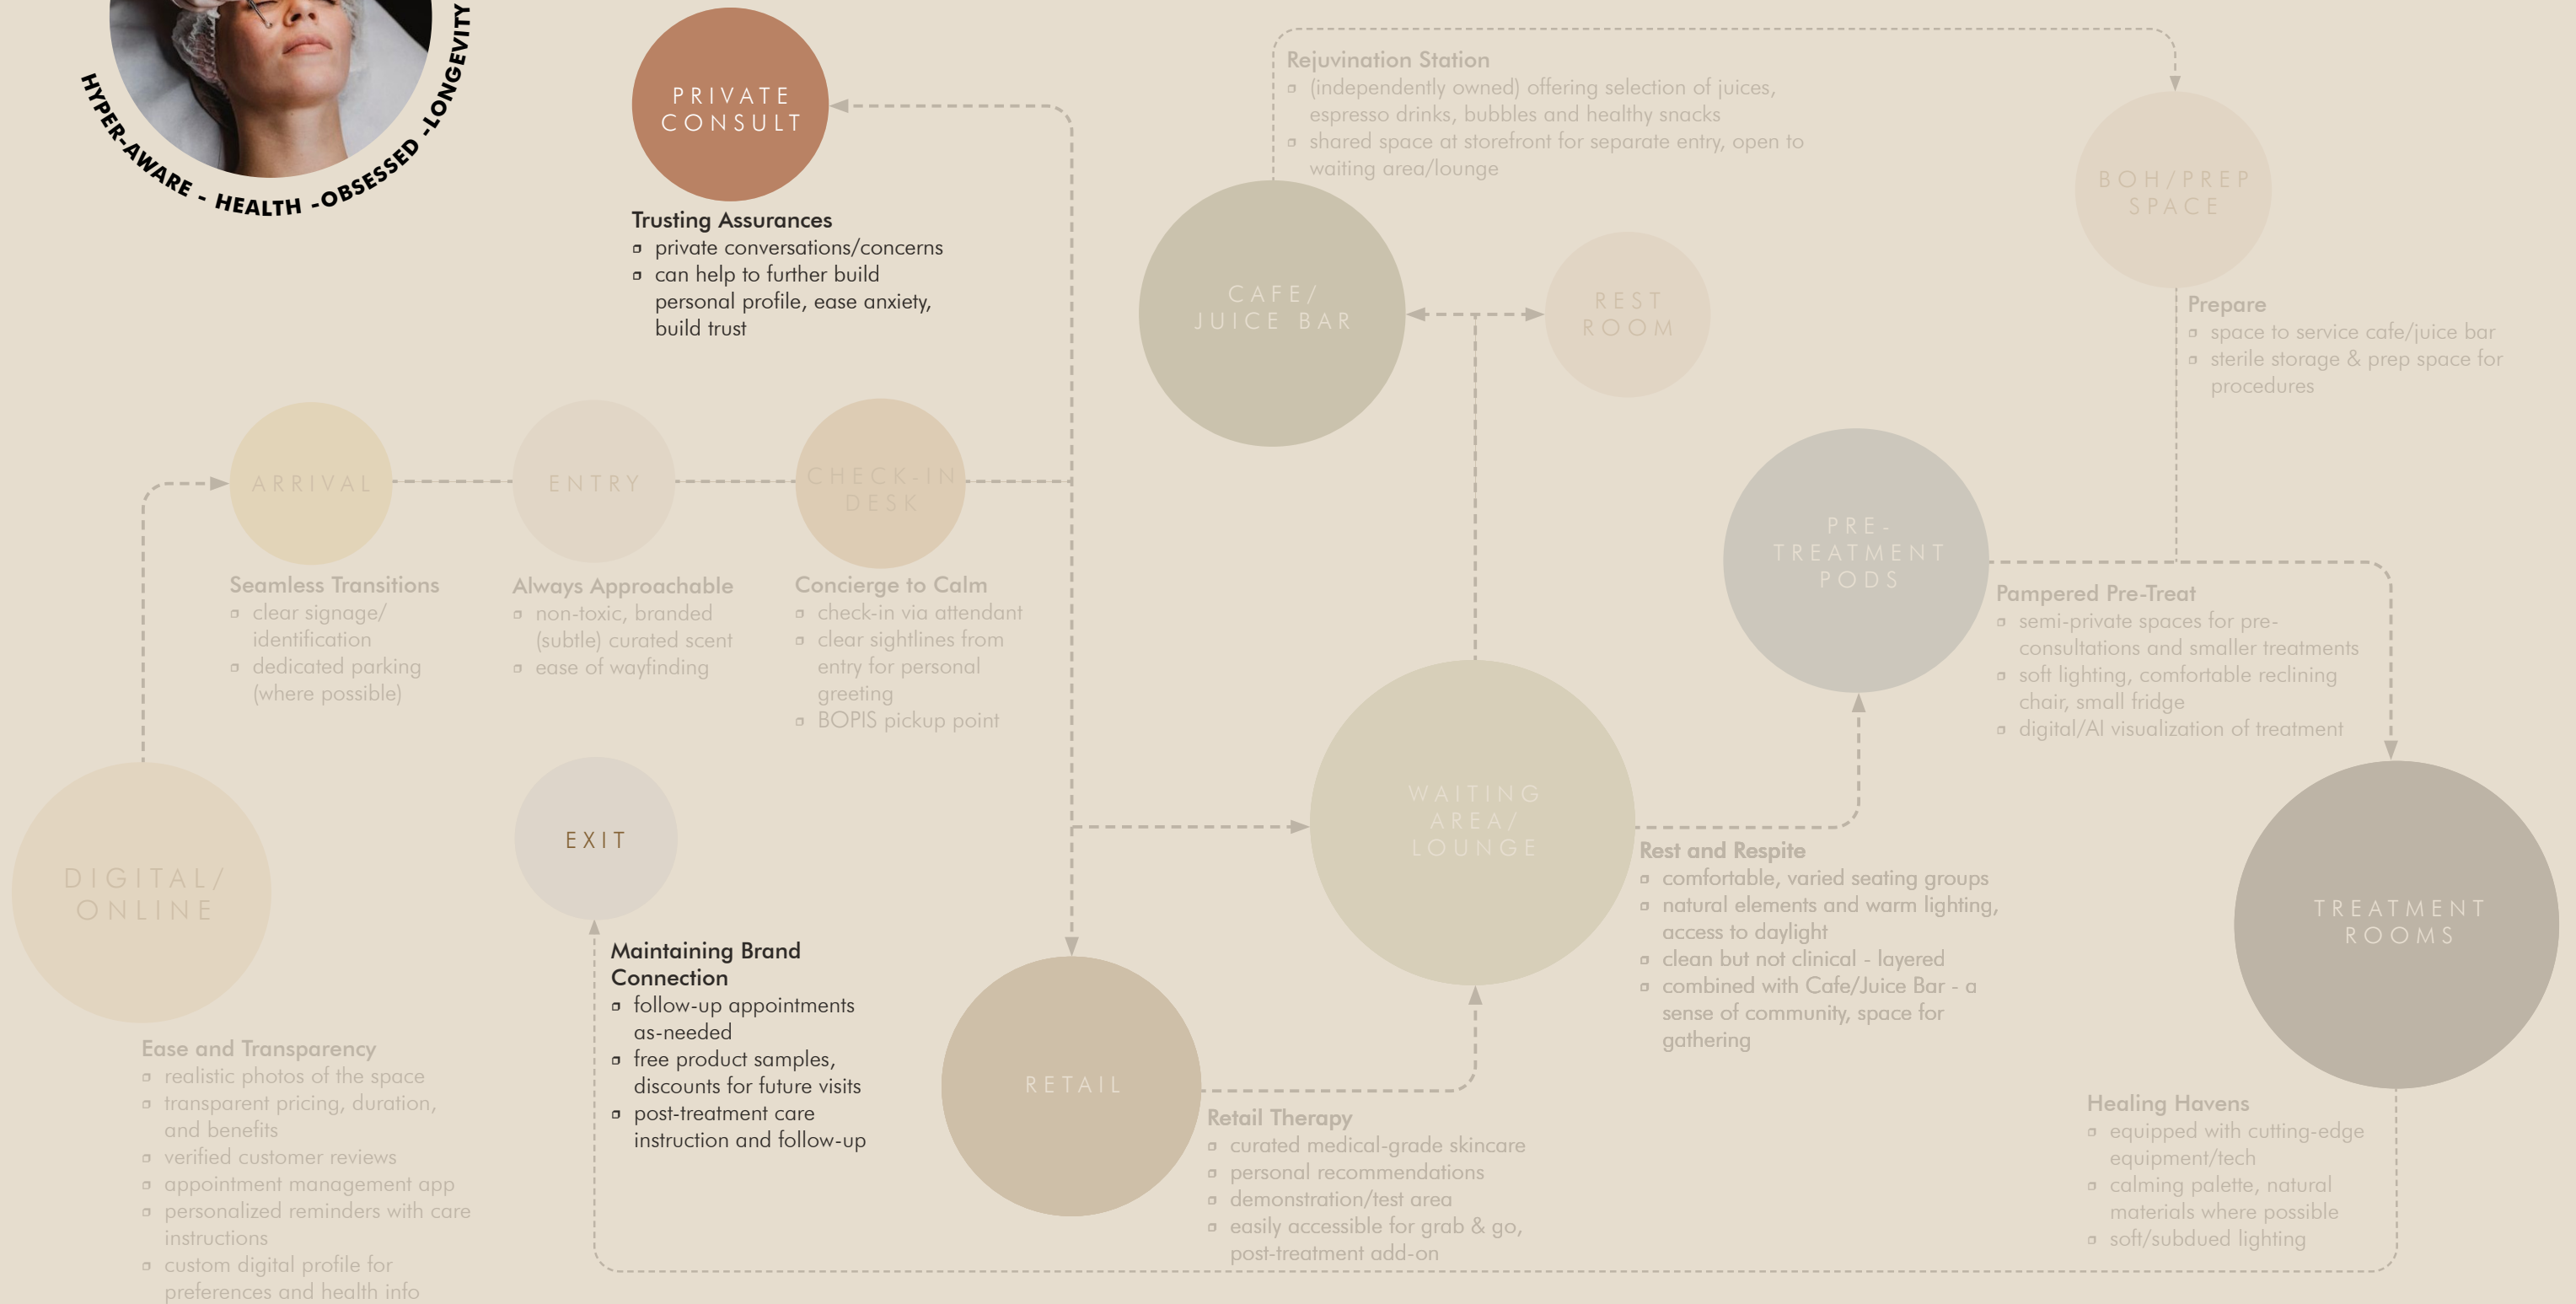 HYPER-AWARE - HEALTH -OBSESSED -LONGEVITY
PRIVATE
CONSULT
Trusting Assurances
private conversations/concerns
can help to further build
personal profile, ease anxiety,
build trust
Rejuvination Station
(independently owned) offering selection of juices,
espresso drinks, bubbles and healthy snacks
shared space at storefront for separate entry, open to
waiting area/lounge
CAFE/
JUICE BAR
REST
ROOM
BOH/PREP
SPACE
Prepare
space to service cafe/juice bar
sterile storage & prep space for
procedures
ARRIVAL
Seamless Transitions
clear signage/
identification
dedicated parking
(where possible)
ENTRY
Always Approachable
non-toxic, branded
(subtle) curated scent
ease of wayfinding
CHECK-IN
DESK
Concierge to Calm
check-in via attendant
clear sightlines from
entry for personal
greeting
BOPIS pickup point
PRE-
TREATMENT
PODS
Pampered Pre-Treat
semi-private spaces for pre-
consultations and smaller treatments
soft lighting, comfortable reclining
chair, small fridge
digital/AI visualization of treatment
DIGITAL/
ONLINE
Ease and Transparency
realistic photos of the space
transparent pricing, duration,
and benefits
verified customer reviews
appointment management app
personalized reminders with care
instructions
custom digital profile for
preferences and health info
EXIT
Maintaining Brand
Connection
follow-up appointments
as-needed
free product samples,
discounts for future visits
post-treatment care
instruction and follow-up
RETAIL
Retail Therapy
curated medical-grade skincare
personal recommendations
demonstration/test area
easily accessible for grab & go,
post-treatment add-on
WAITING
AREA/
LOUNGE
Rest and Respite
comfortable, varied seating groups
natural elements and warm lighting,
access to daylight
clean but not clinical - layered
combined with Cafe/Juice Bar - a
sense of community, space for
gathering
TREATMENT
ROOMS
Healing Havens
equipped with cutting-edge
equipment/tech
calming palette, natural
materials where possible
soft/subdued lighting